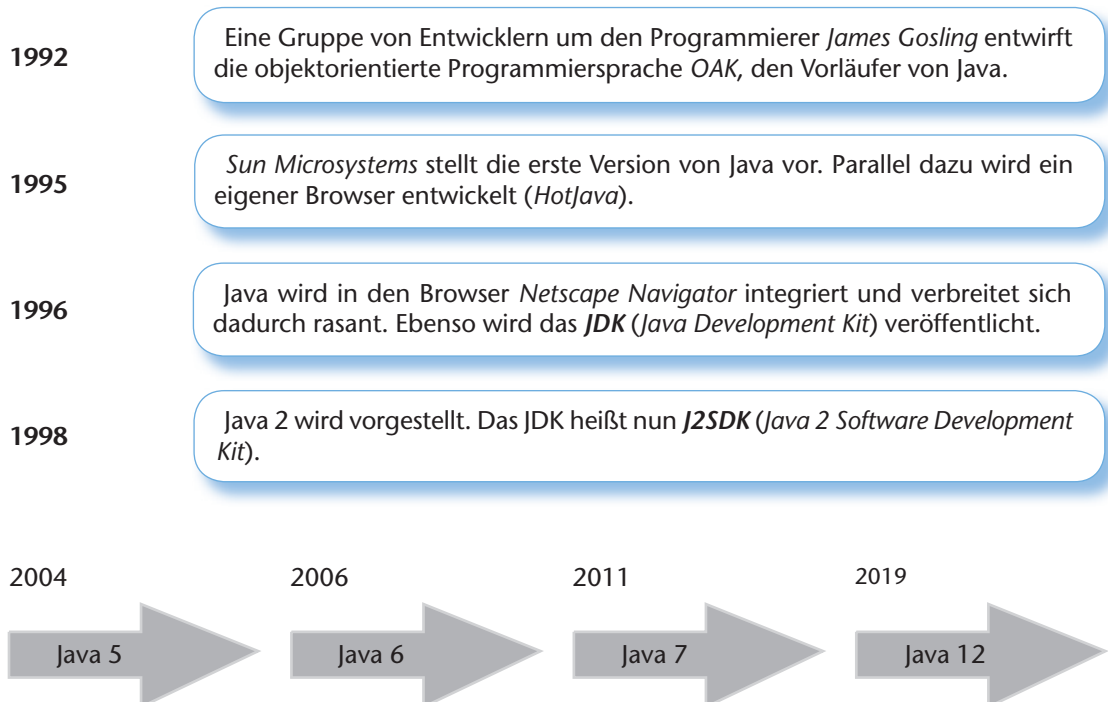 1992
Eine Gruppe von Entwicklern um den Programmierer James Gosling entwirft
die objektorientierte Programmiersprache OAK, den Vorläufer von Java.
1995
Sun Microsystems stellt die erste Version von Java vor. Parallel dazu wird ein
eigener Browser entwickelt (HotJava).
1996
Java wird in den Browser Netscape Navigator integriert und verbreitet sich
dadurch rasant. Ebenso wird das JDK (Java Development Kit) veröffentlicht.
1998
Java 2 wird vorgestellt. Das JDK heißt nun J2SDK (Java 2 Software Development
Kit).
2004 2006 2011 2019
Java 5 Java 6 Java 7 Java 12